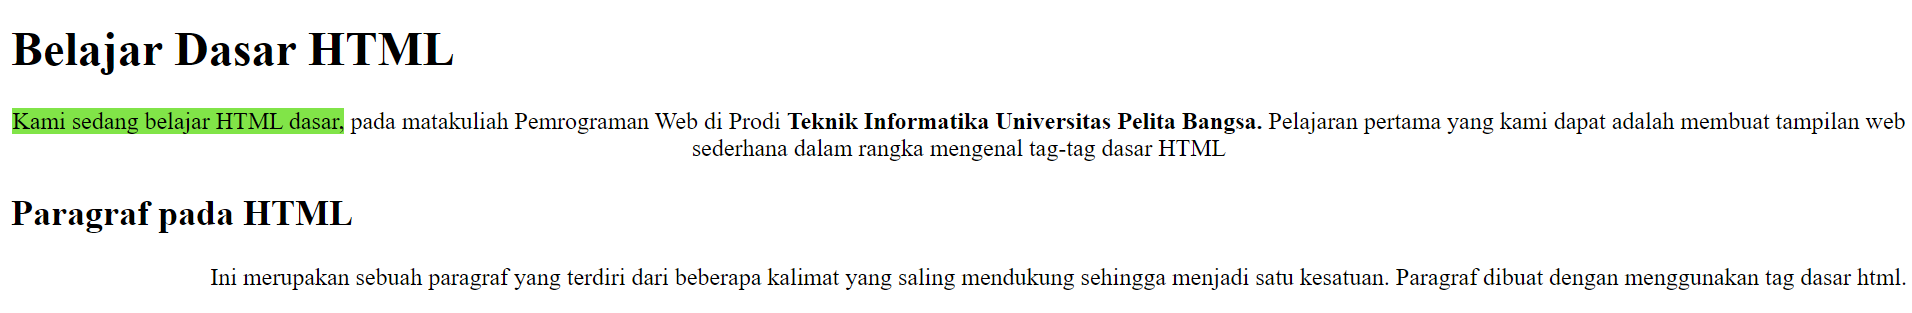 Belajar Dasar HTML
Kami sedang belajar HTML dasar, pada matakuliah Pemrograman Web di Prodi Teknik Informatika Universitas Pelita Bangsa. Pelajaran pertama yang kami dapat adalah membuat tampilan web
sederhana dalam rangka mengenal tag-tag dasar HTML
Paragraf pada HTML
Ini merupakan sebuah paragraf yang terdiri dari beberapa kalimat yang saling mendukung sehingga menjadi satu kesatuan. Paragraf dibuat dengan menggunakan tag dasar html.